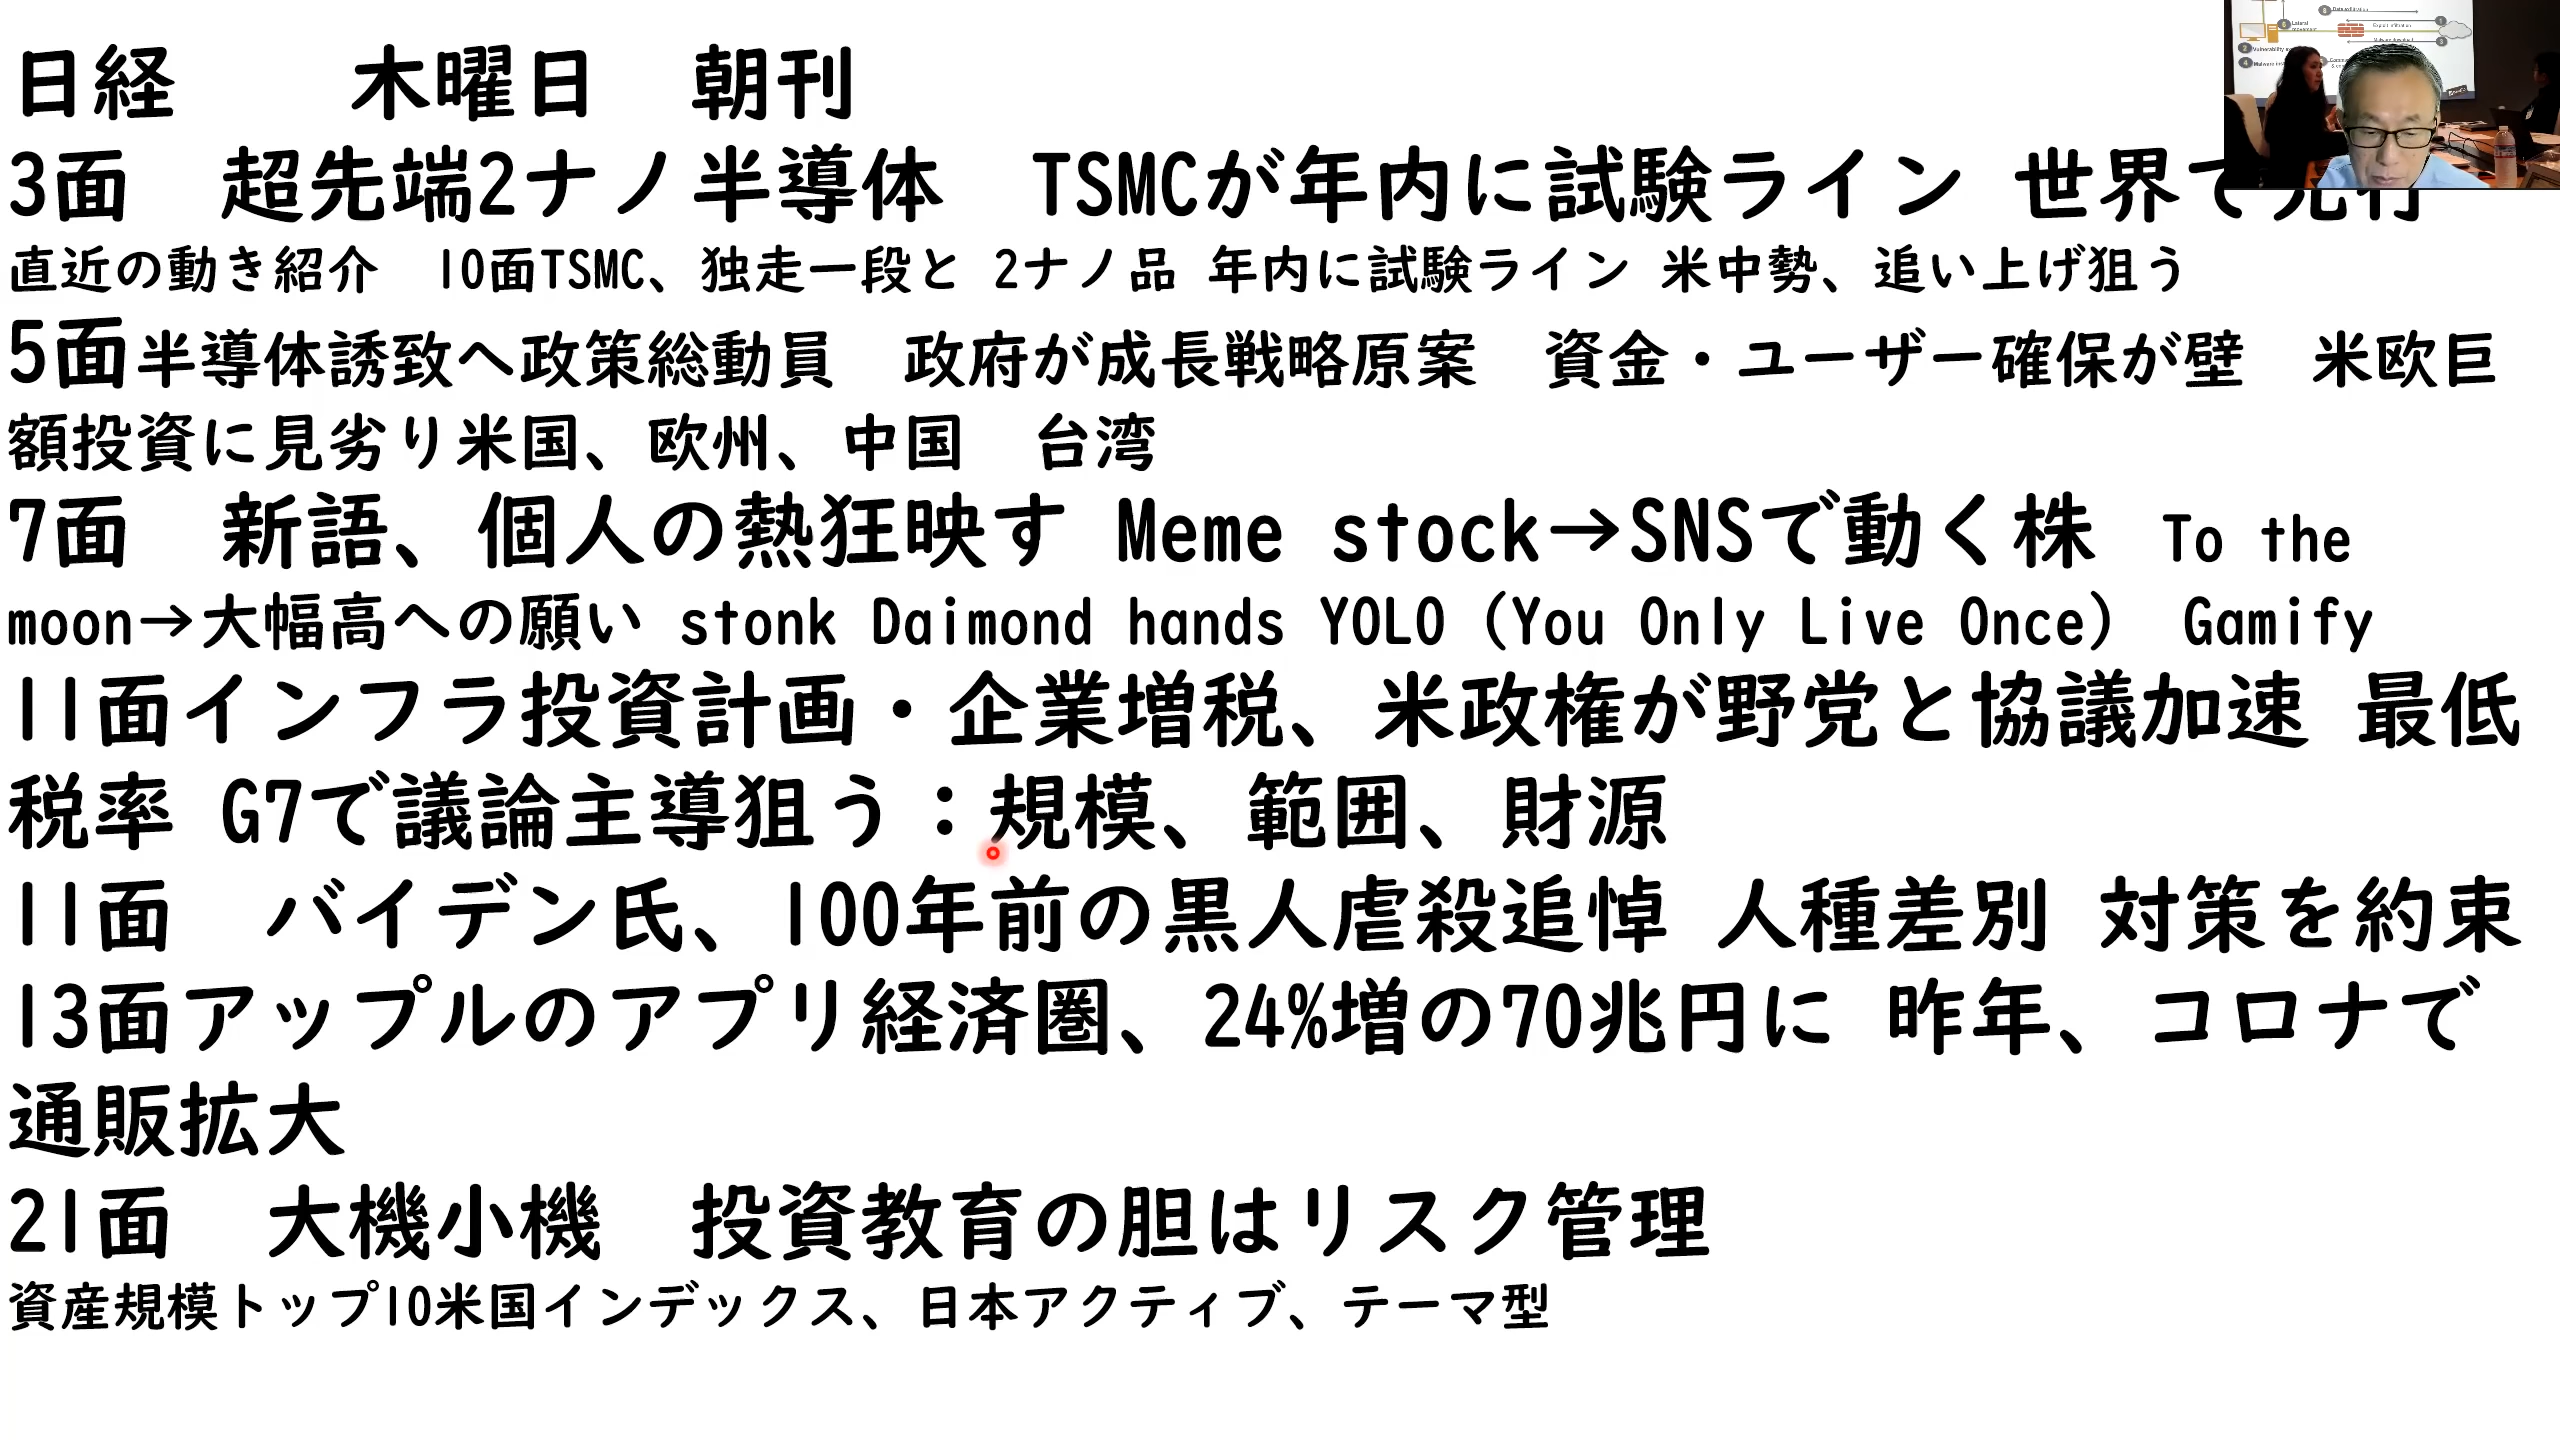 日経　　木曜日　朝刊
3面　超先端2ナノ半導体　TSMCが年内に試験ライン 世界で先行
直近の動き紹介　10面TSMC、独走一段と 2ナノ品 年内に試験ライン 米中勢、追い上げ狙う
5面半導体誘致へ政策総動員　政府が成長戦略原案　資金・ユーザー確保が壁　米欧巨
額投資に見劣り米国、欧州、中国　台湾
7面　新語、個人の熱狂映す Meme stock→SNSで動く株 To the
moon→大幅高への願い stonk Daimond hands YOLO（You Only Live Once） Gamify
11面インフラ投資計画・企業増税、米政権が野党と協議加速 最低
税率 G7で議論主導狙う：規模、範囲、財源
11面　バイデン氏、100年前の黒人虐殺追悼 人種差別 対策を約束
13面アップルのアプリ経済圏、24%増の70兆円に 昨年、コロナで
通販拡大
21面　大機小機　投資教育の胆はリスク管理
資産規模トップ10米国インデックス、日本アクティブ、テーマ型